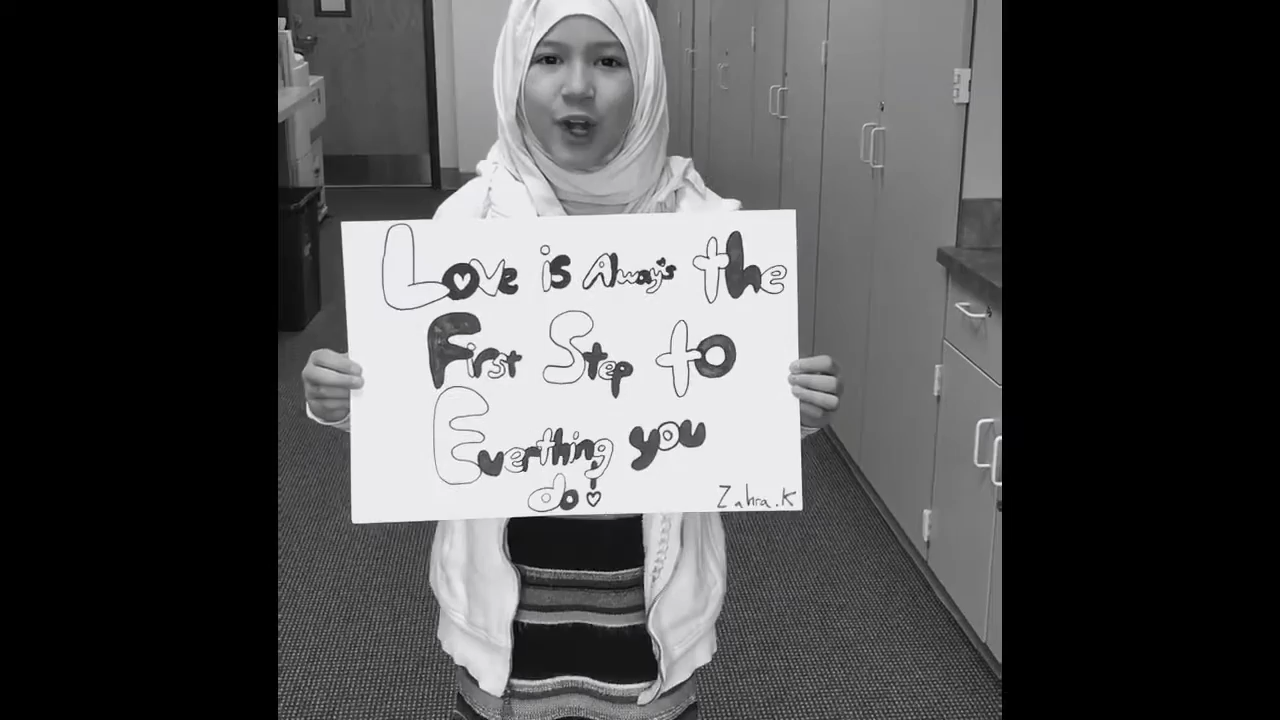 Love is Always the
First Step to
Everthing you
do!
Zahra.K